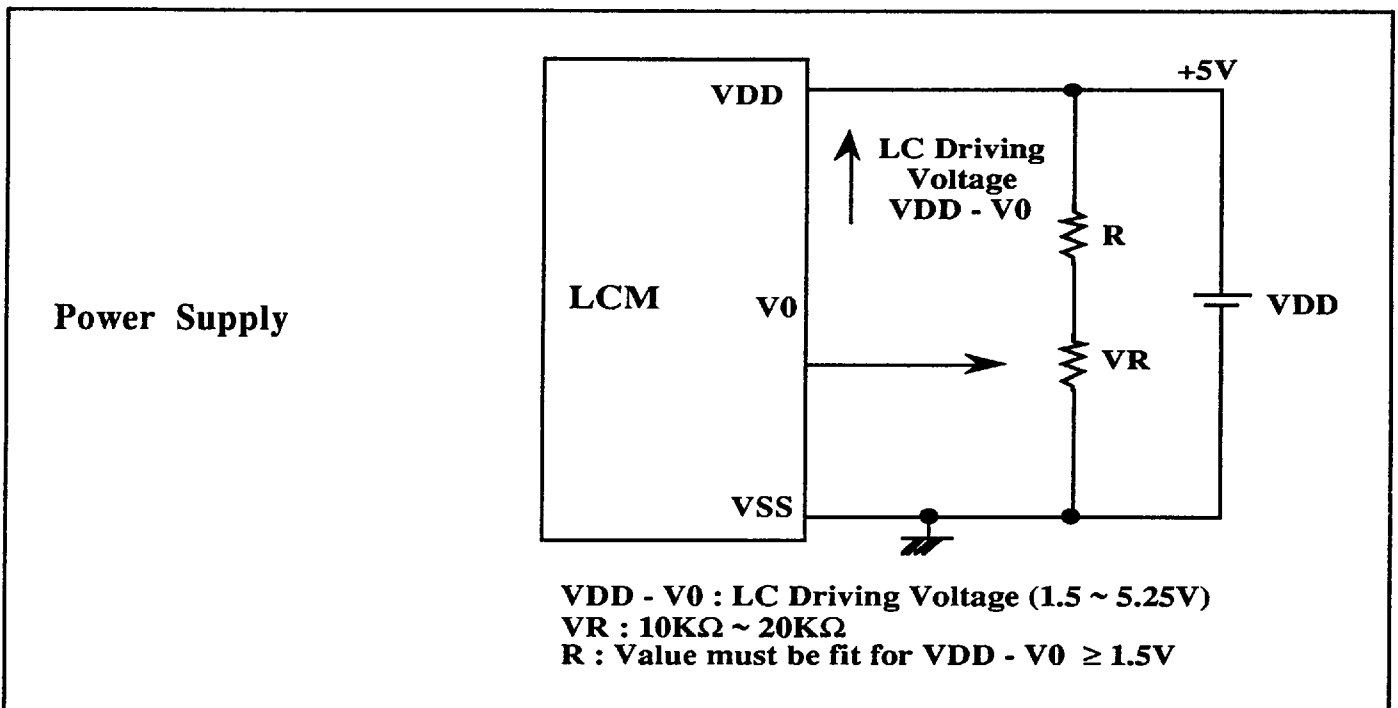 Power Supply
LCM
VDD
V0
VSS
LC Driving
Voltage
VDD - V0
+5V
R
VR
VDD
VDD - V0 : LC Driving Voltage (1.5 ~ 5.25V)
VR : 10KΩ ~ 20KΩ
R : Value must be fit for VDD - V0 ≥ 1.5V